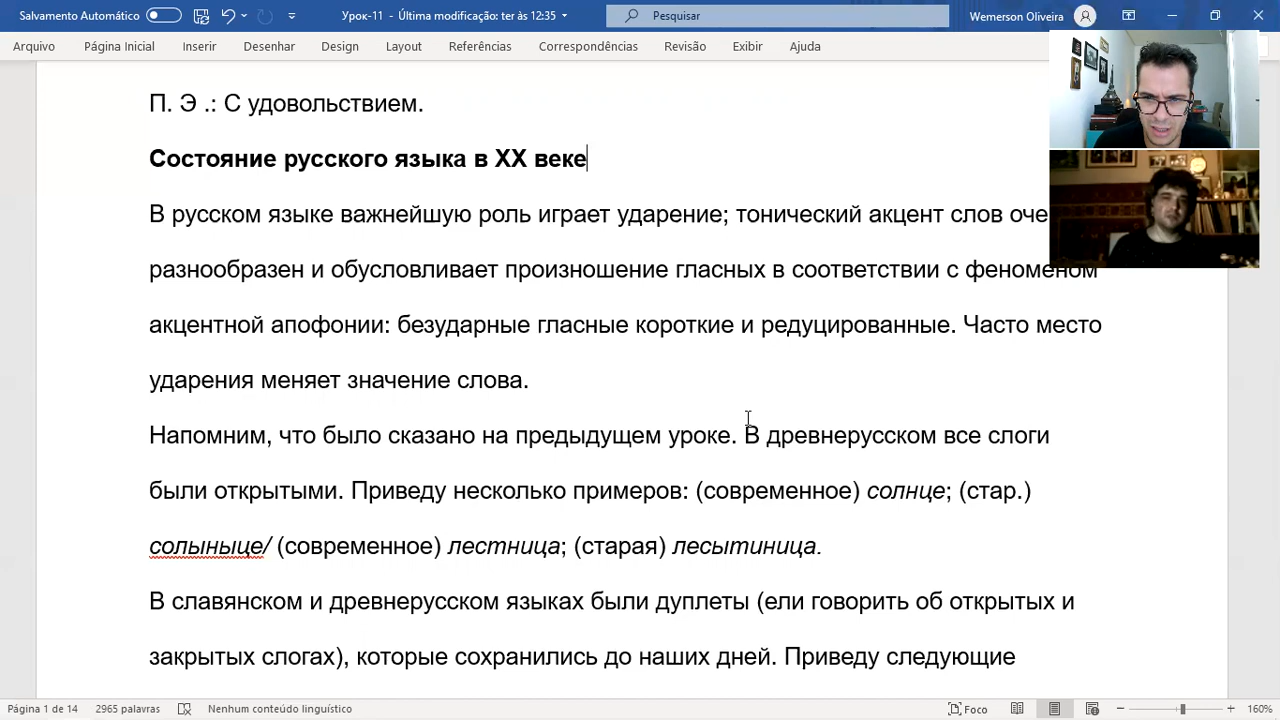 Salvamento Automático
Урок-11 - Última modificação: ter às 12:35
Pesquisar
Wemerson Oliveira
Arquivo Página Inicial Inserir Desenhar Design Layout Referências Correspondências Revisão Exibir Ajuda
П. Э .: С удовольствием.
Состояние русского языка в XX веке
В русском языке важнейшую роль играет ударение; тонический акцент слов оче
разнообразен и обусловливает произношение гласных в соответствии с феноменом
акцентной апофонии: безударные гласные короткие и редуцированные. Часто место
ударения меняет значение слова.
Напомним, что было сказано на предыдущем уроке. В древнерусском все слоги
были открытыми. Приведу несколько примеров: (современное) солнце; (стар.)
солыныце/ (современное) лестница; (старая) лесытиница.
В славянском и древнерусском языках были дуплеты (ели говорить об открытых и
закрытых слогах), которые сохранились до наших дней. Приведу следующие
Página 1 de 14 2965 palavras Nenhum conteúdo linguístico Foco 160%